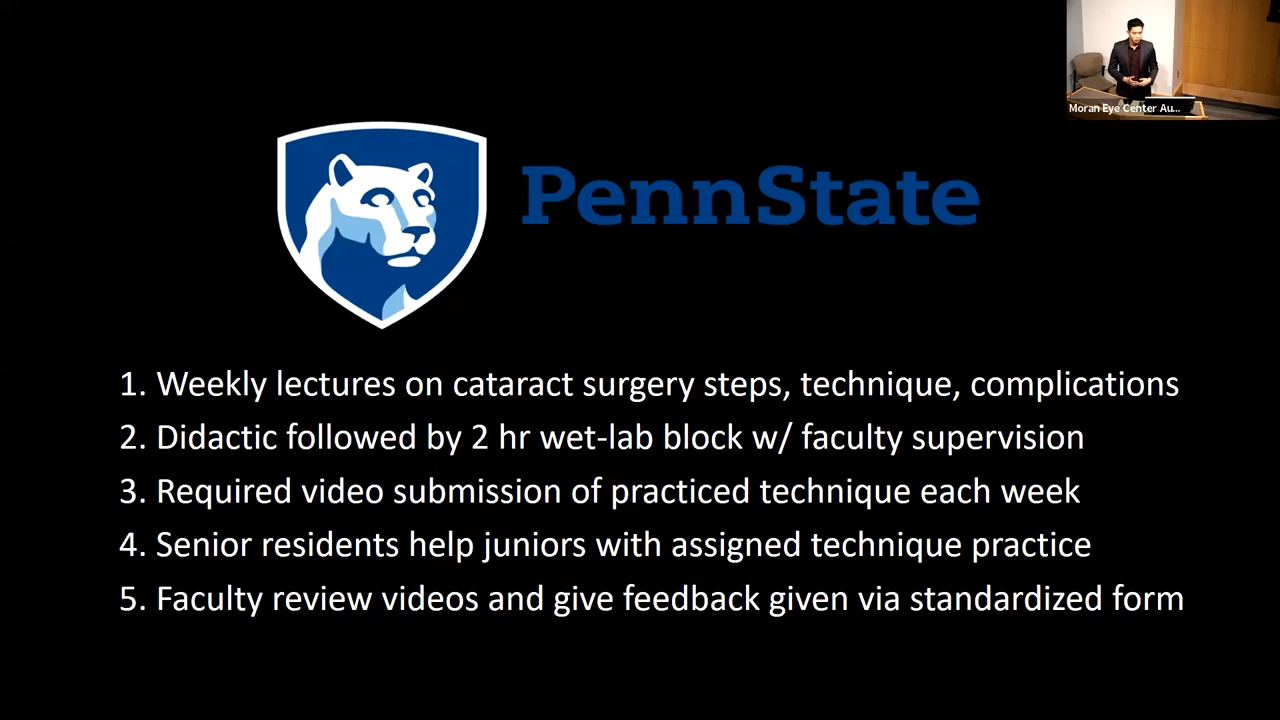 Moran Eye Center Au...
PennState
1. Weekly lectures on cataract surgery steps, technique, complications
2. Didactic followed by 2 hr wet-lab block w/ faculty supervision
3. Required video submission of practiced technique each week
4. Senior residents help juniors with assigned technique practice
5. Faculty review videos and give feedback given via standardized form